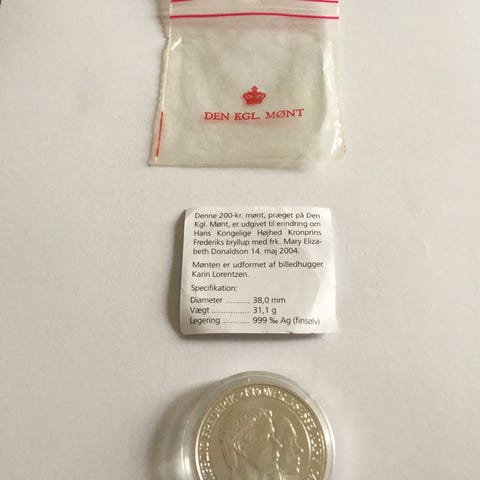 DEN KGL. MØNT
Denne 200-kr. mønt, præget på Den
Kgl. Mønt, er udgivet til erindring om
Hans Kongelige Højhed Kronprins
Frederiks bryllup med frk. Mary Eliza-
beth Donaldson 14. maj 2004.
Mønten er udformet af billedhugger
Karin Lorentzen.
Specifikation:
Diameter .......... 38,0 mm
Vægt ............... 31,1 g
Legering ........... 999 ‰ Ag (finsølv)
FREDERIK · KRONPRINSESSE